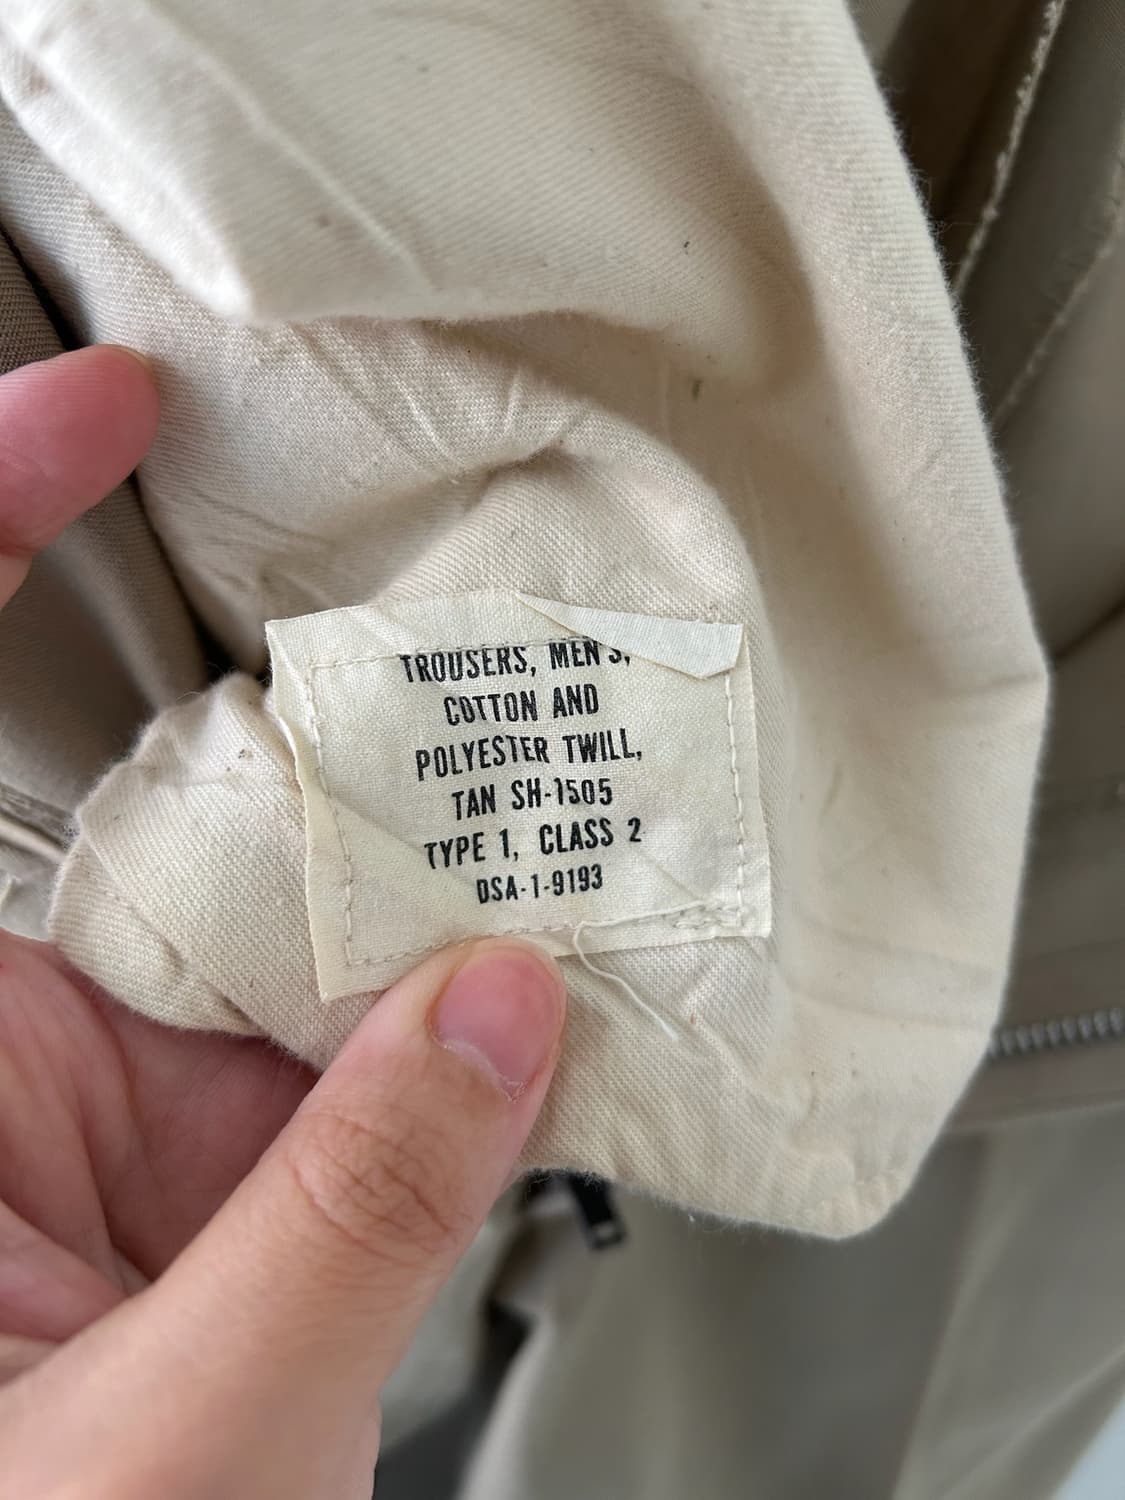 TROUSERS, MEN'S,
COTTON AND
POLYESTER TWILL,
TAN SH-1505
TYPE 1, CLASS 2
DSA-1-9193